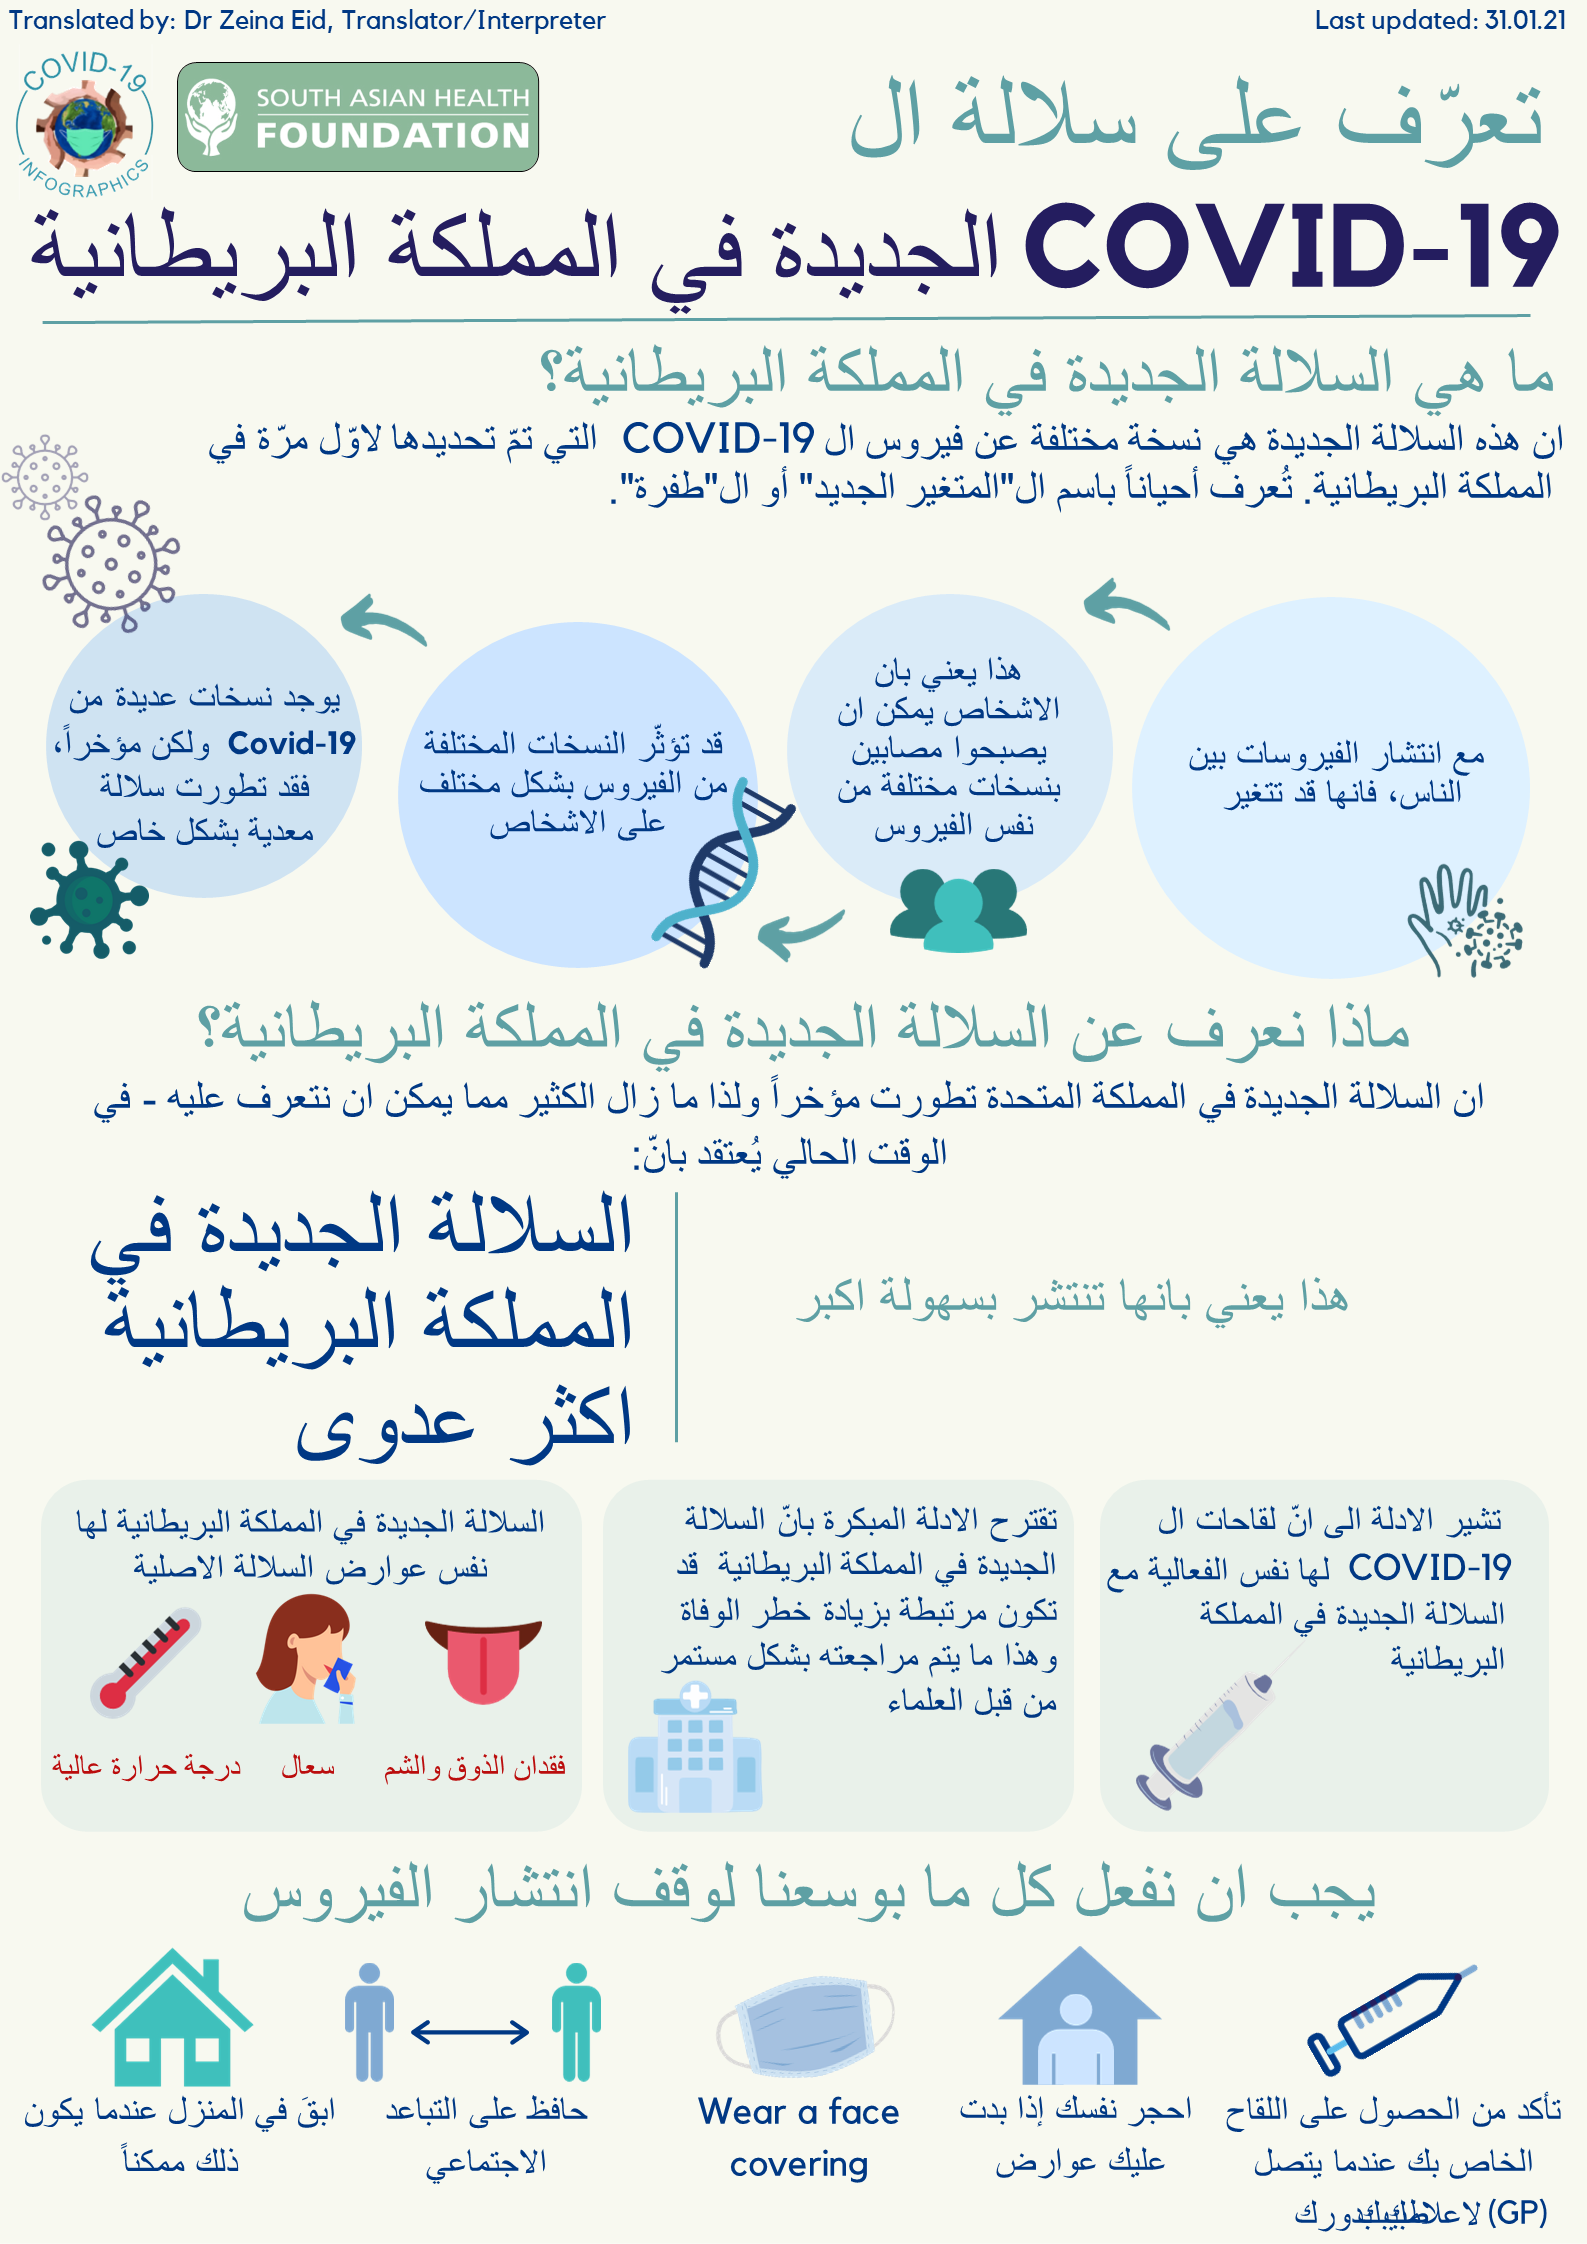 Translated by: Dr Zeina Eid, Translator/Interpreter
Last updated: 31.01.21
COVID-19
INFOGRAPHICS
SOUTH ASIAN HEALTH
FOUNDATION
تعرّف على سلالة ال
COVID-19 الجديدة في المملكة البريطانية
ما هي السلالة الجديدة في المملكة البريطانية؟
ان هذه السلالة الجديدة هي نسخة مختلفة عن فيروس ال COVID-19 التي تمّ تحديدها لاوّل مرّة في
المملكة البريطانية. تُعرف أحياناً باسم ال"المتغير الجديد" أو ال"طفرة".
مع انتشار الفيروسات بين
الناس، فانها قد تتغير
هذا يعني بان
الاشخاص يمكن ان
يصبحوا مصابين
بنسخات مختلفة من
نفس الفيروس
قد تؤثّر النسخات المختلفة
من الفيروس بشكل مختلف
على الاشخاص
يوجد نسخات عديدة من
Covid-19 ولكن مؤخراً،
فقد تطورت سلالة
معدية بشكل خاص
ماذا نعرف عن السلالة الجديدة في المملكة البريطانية؟
ان السلالة الجديدة في المملكة المتحدة تطورت مؤخراً ولذا ما زال الكثير مما يمكن ان نتعرف عليه - في
الوقت الحالي يُعتقد بانّ:
السلالة الجديدة في
المملكة البريطانية
اكثر عدوى
هذا يعني بانها تنتشر بسهولة اكبر
تشير الادلة الى انّ لقاحات ال
COVID-19 لها نفس الفعالية مع
السلالة الجديدة في المملكة
البريطانية
تقترح الادلة المبكرة بانّ السلالة
الجديدة في المملكة البريطانية قد
تكون مرتبطة بزيادة خطر الوفاة
وهذا ما يتم مراجعته بشكل مستمر
من قبل العلماء
السلالة الجديدة في المملكة البريطانية لها
نفس عوارض السلالة الاصلية
فقدان الذوق والشم
سعال
درجة حرارة عالية
يجب ان نفعل كل ما بوسعنا لوقف انتشار الفيروس
تأكد من الحصول على اللقاح
الخاص بك عندما يتصل
(GP)
احجر نفسك إذا بدت
عليك عوارض
Wear a face
covering
حافظ على التباعد
الاجتماعي
ابقَ في المنزل عندما يكون
ذلك ممكناً